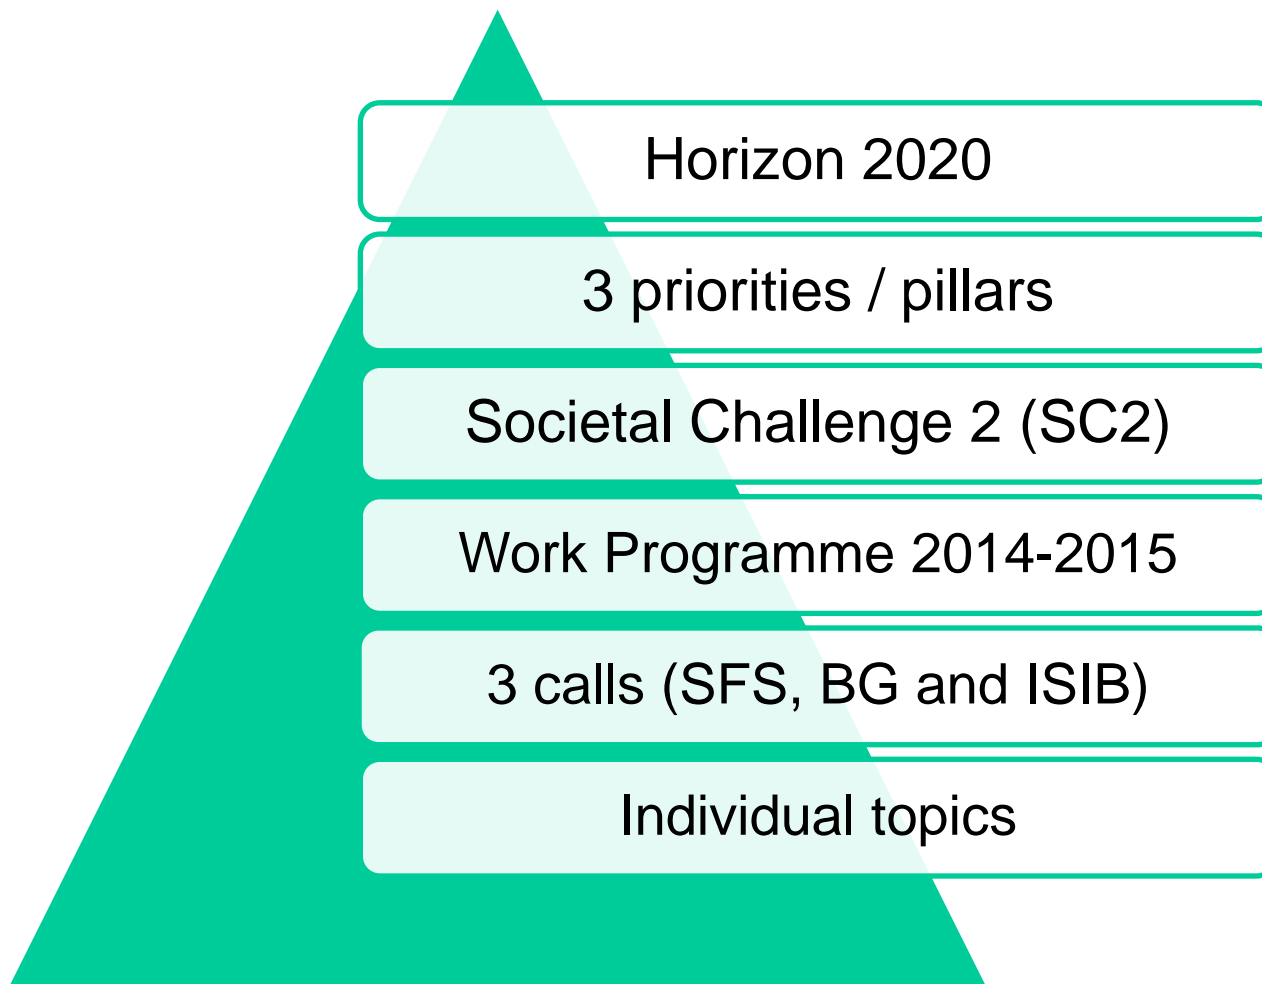 Horizon 2020
3 priorities / pillars
Societal Challenge 2 (SC2)
Work Programme 2014-2015
3 calls (SFS, BG and ISIB)
Individual topics